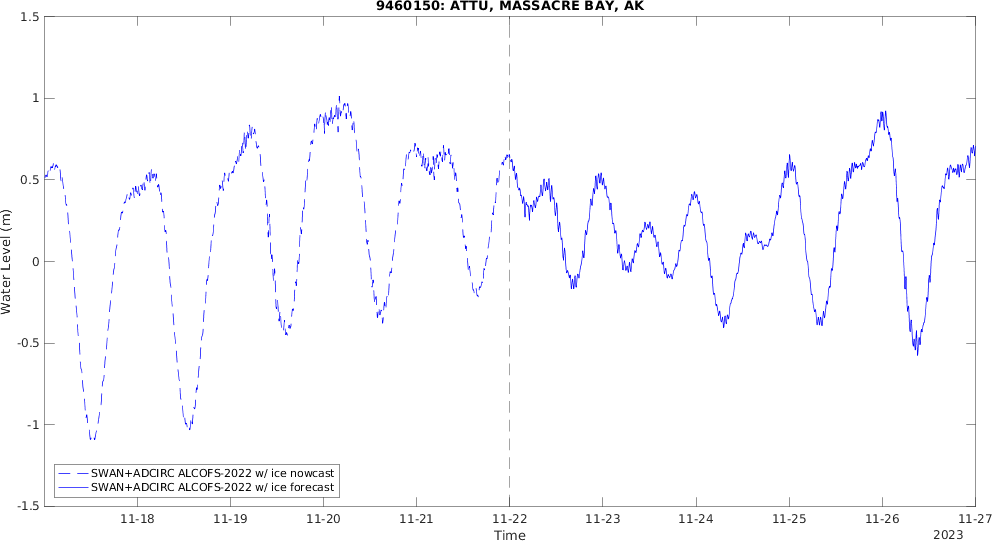 9460150: ATTU, MASSACRE BAY, AK
1.5
1
0.5
0
-0.5
-1
-1.5
Water Level (m)
SWAN+ADCIRC ALCOFS-2022 w/ ice nowcast
SWAN+ADCIRC ALCOFS-2022 w/ ice forecast
11-18 11-19 11-20 11-21 11-22 11-23 11-24 11-25 11-26 11-27
Time
2023